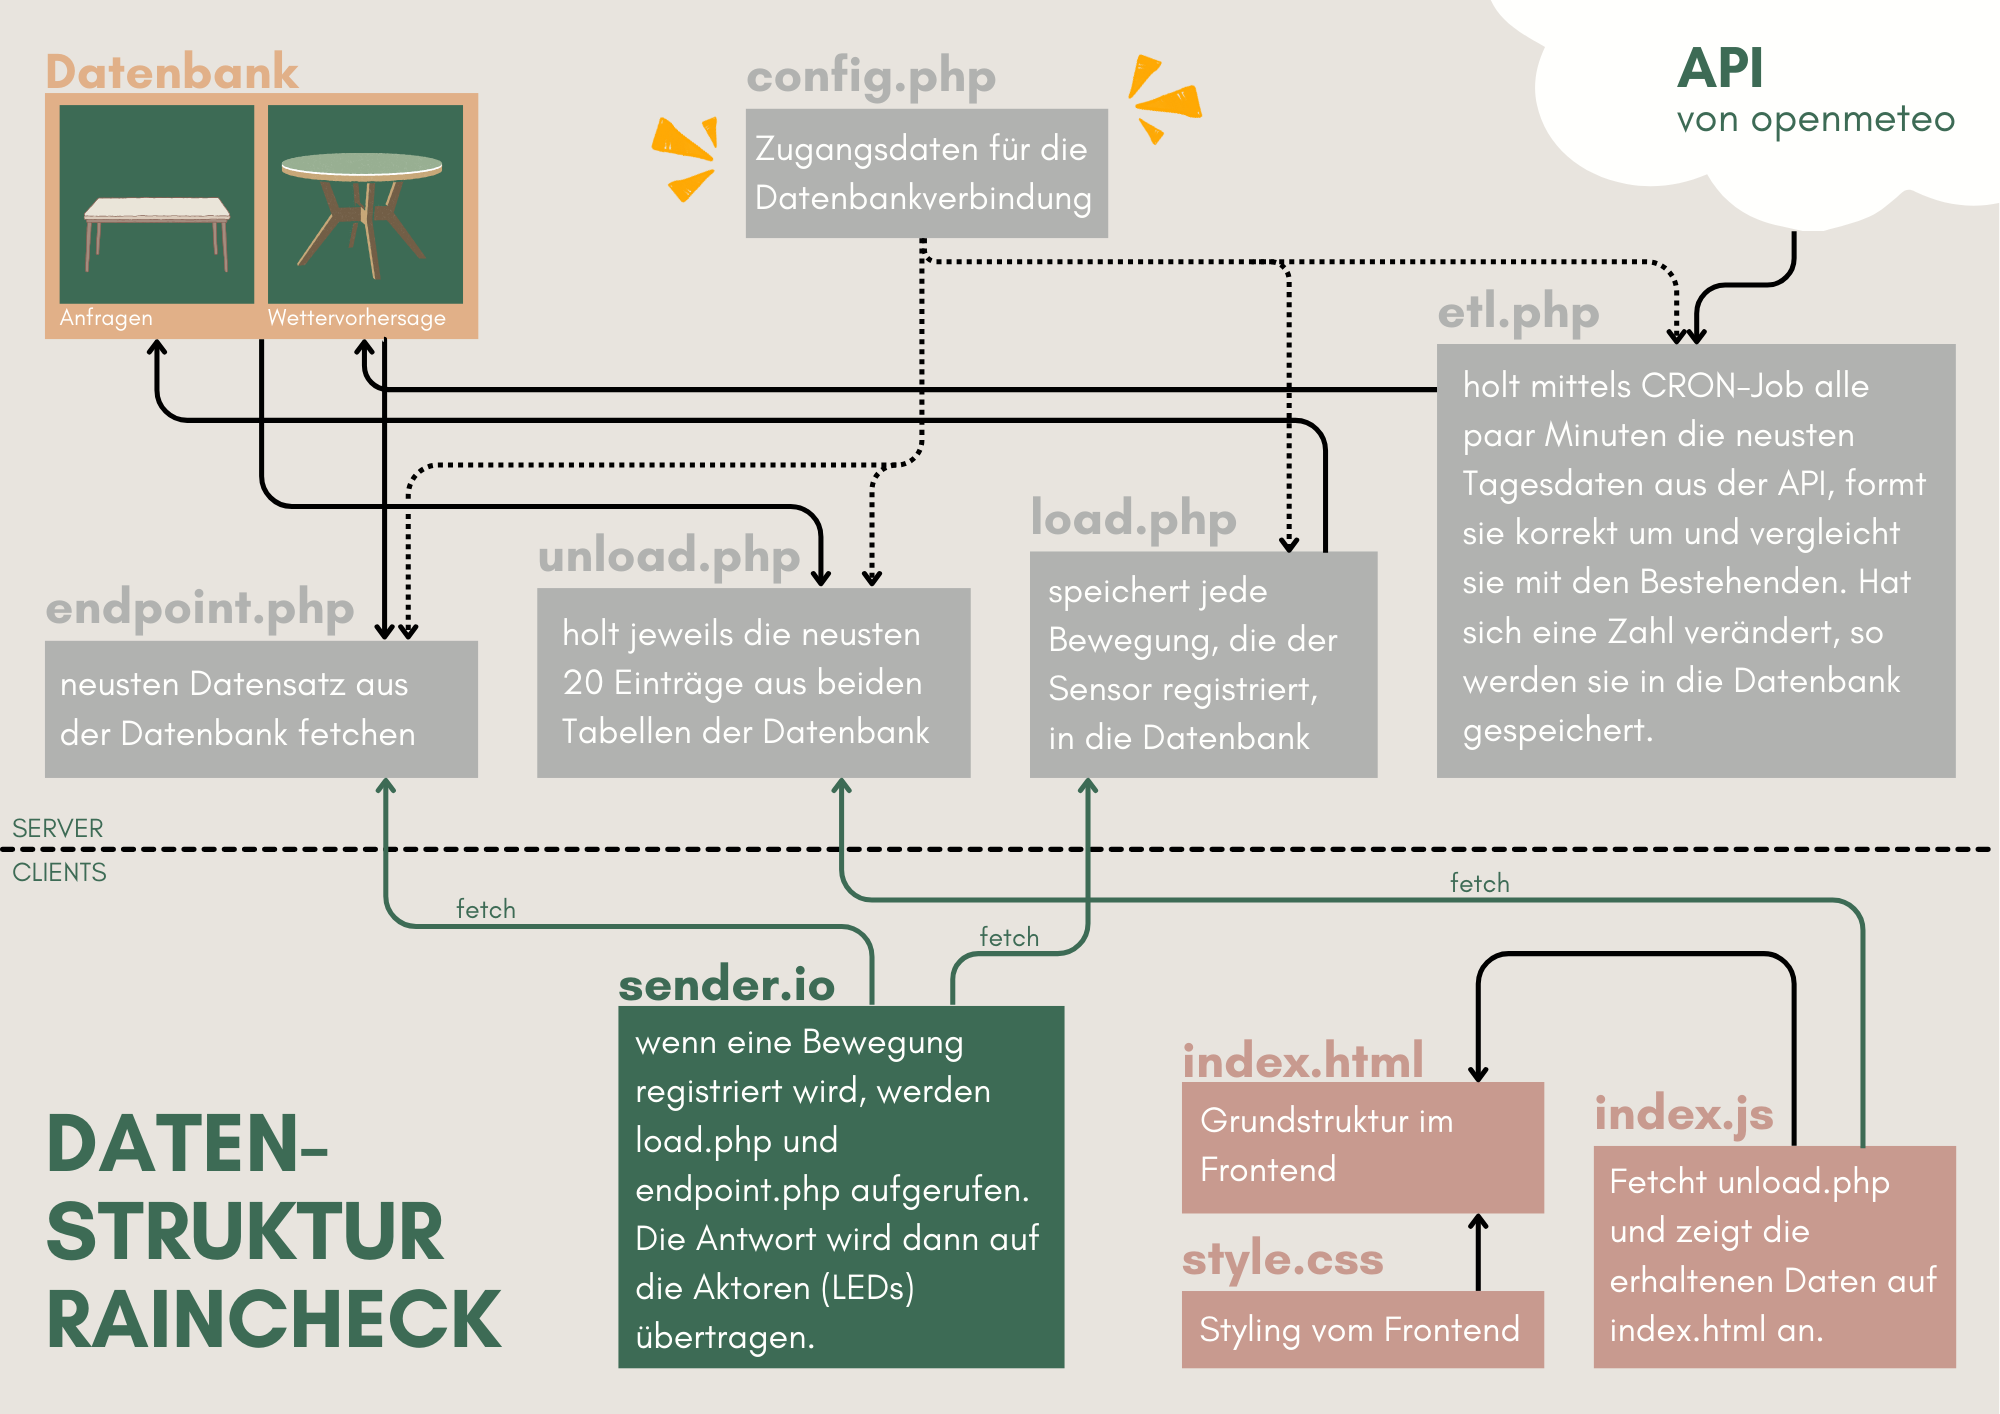 Datenbank
Anfragen
Wettervorhersage
config.php
Zugangsdaten für die
Datenbankverbindung
API
von openmeteo
etl.php
holt mittels CRON-Job alle
paar Minuten die neusten
Tagesdaten aus der API, formt
sie korrekt um und vergleicht
sie mit den Bestehenden. Hat
sich eine Zahl verändert, so
werden sie in die Datenbank
gespeichert.
endpoint.php
neusten Datensatz aus
der Datenbank fetchen
unload.php
holt jeweils die neusten
20 Einträge aus beiden
Tabellen der Datenbank
load.php
speichert jede
Bewegung, die der
Sensor registriert,
in die Datenbank
SERVER
CLIENTS
fetch
fetch
fetch
sender.io
wenn eine Bewegung
registriert wird, werden
load.php und
endpoint.php aufgerufen.
Die Antwort wird dann auf
die Aktoren (LEDs)
übertragen.
index.html
Grundstruktur im
Frontend
style.css
Styling vom Frontend
index.js
Fetcht unload.php
und zeigt die
erhaltenen Daten auf
index.html an.
DATEN-
STRUKTUR
RAINCHECK